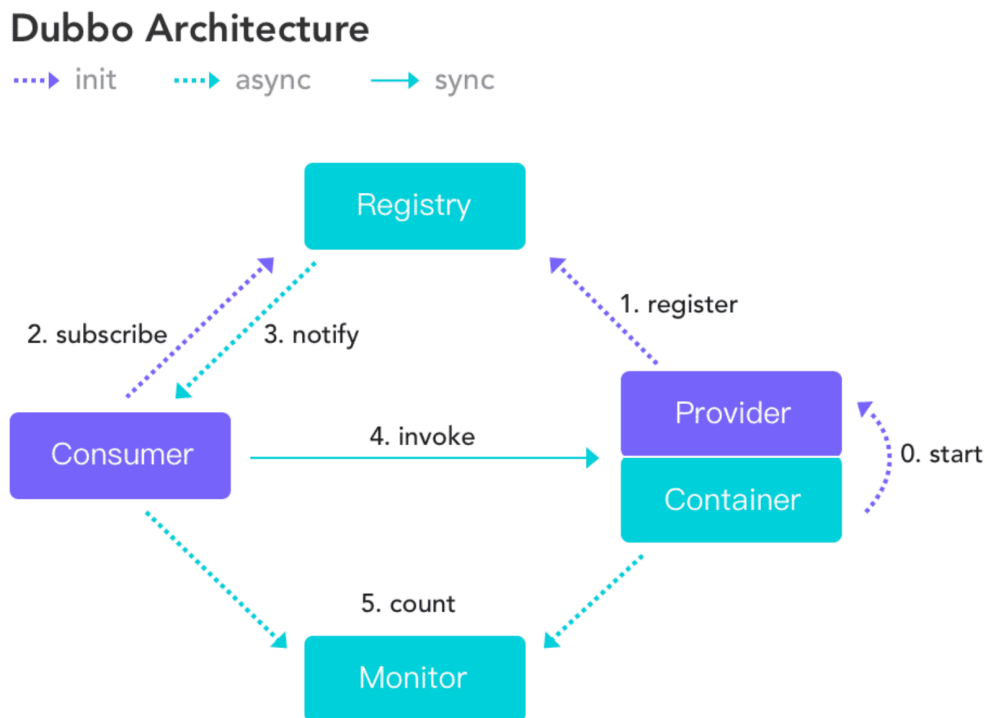 Dubbo Architecture
init async sync
Registry
1. register
2. subscribe 3. notify
Provider
4. invoke
Consumer
0. start
Container
5. count
Monitor